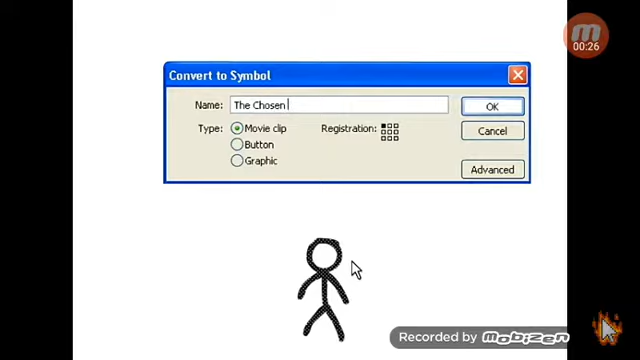 00:26
Convert to Symbol
Name: The Chosen
OK
Type: Movie clip Registration:
Cancel
Button
Graphic
Advanced
Recorded by Mobizen